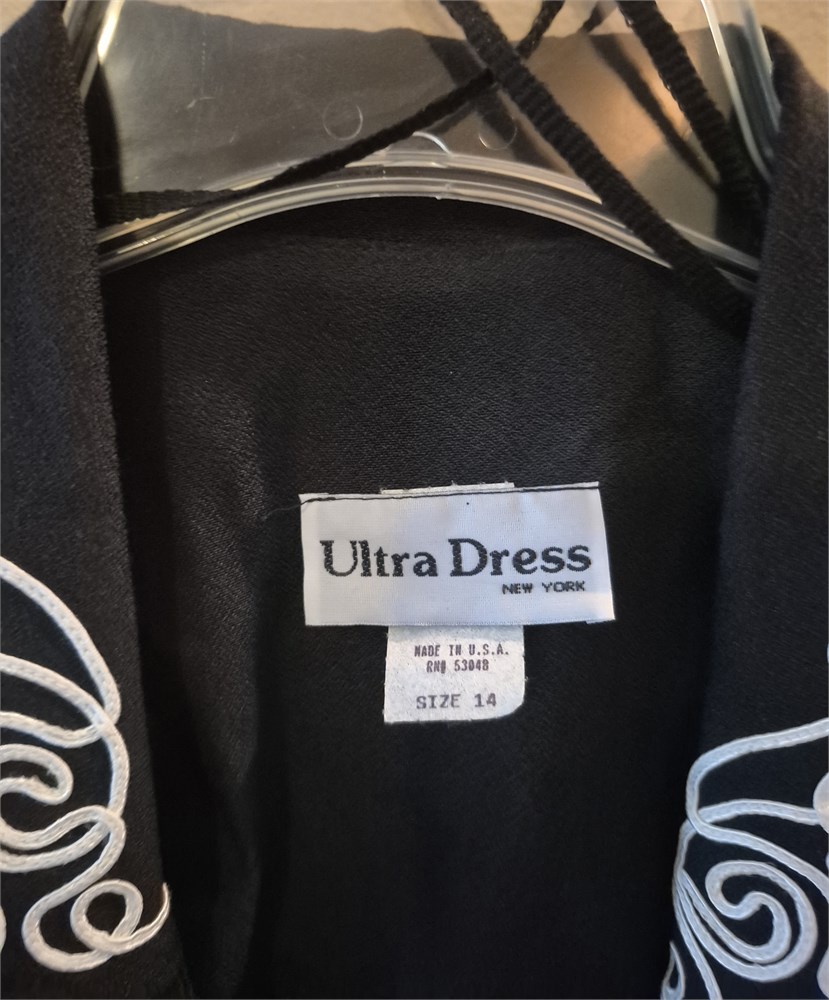 Ultra Dress
NEW YORK
MADE IN U.S.A.
RN# 53048
SIZE 14